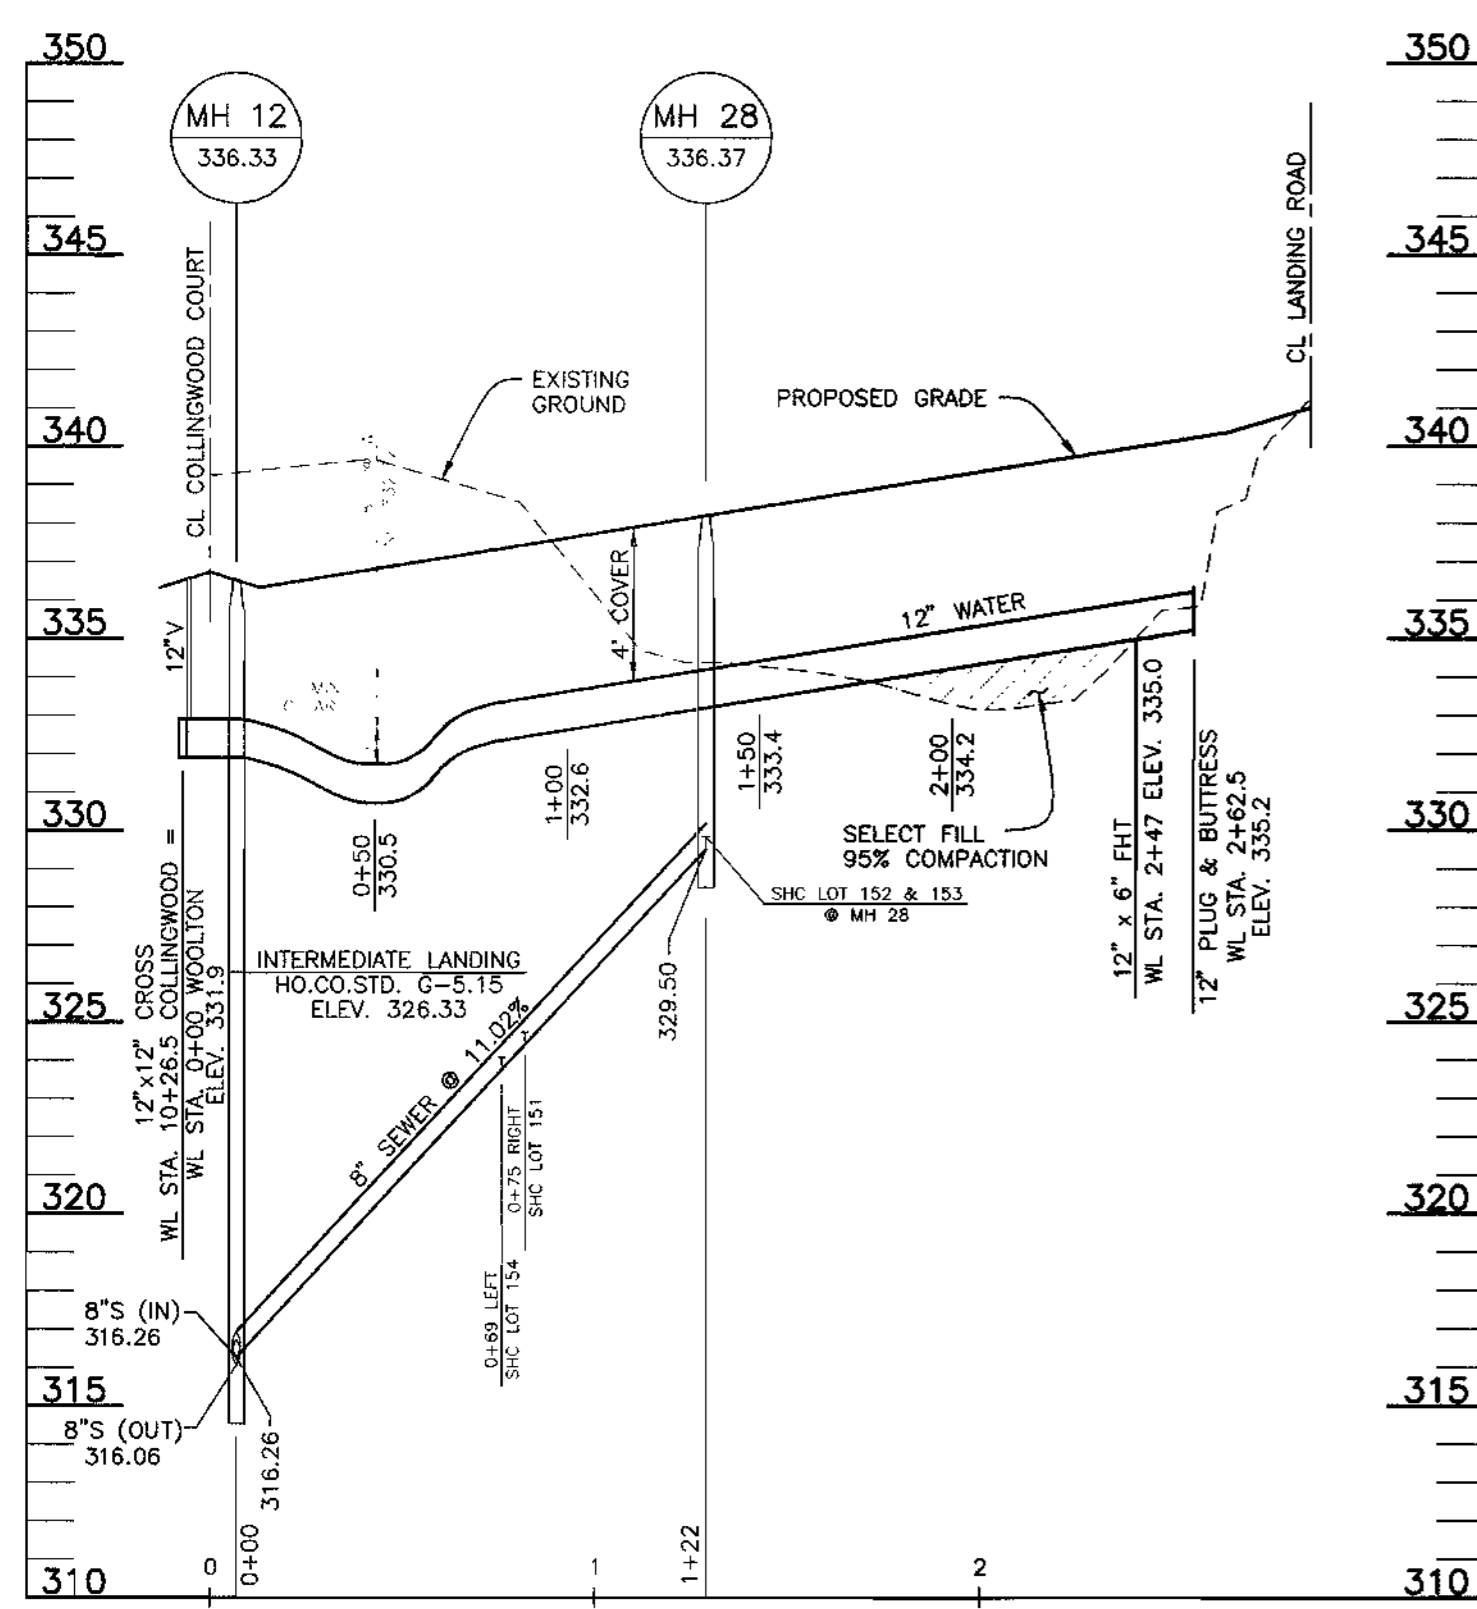 350
350
MH 12
336.33
MH 28
336.37
345
345
CL COLLINGWOOD COURT
CL LANDING ROAD
EXISTING
GROUND
PROPOSED GRADE
340
340
4' COVER
12" WATER
335
335
12"V
0+50
330.5
1+00
332.6
1+50
333.4
2+00
334.2
330
330
SELECT FILL
95% COMPACTION
SHC LOT 152 & 153
@ MH 28
12" x 6" FHT
WL STA. 2+47 ELEV. 335.0
12" PLUG & BUTTRESS
WL STA. 2+62.5
ELEV. 335.2
12"x12" CROSS
WL STA. 10+26.5 COLLINGWOOD =
WL STA. 0+00 WOOLTON
ELEV. 331.9
INTERMEDIATE LANDING
HO.CO.STD. G-5.15
ELEV. 326.33
329.50
325
325
8" SEWER @ 11.02%
0+69 LEFT
SHC LOT 154
0+75 RIGHT
SHC LOT 151
320
320
8"S (IN)
316.26
315
315
8"S (OUT)
316.06
316.26
0+00
1+22
0
1
2
310
310